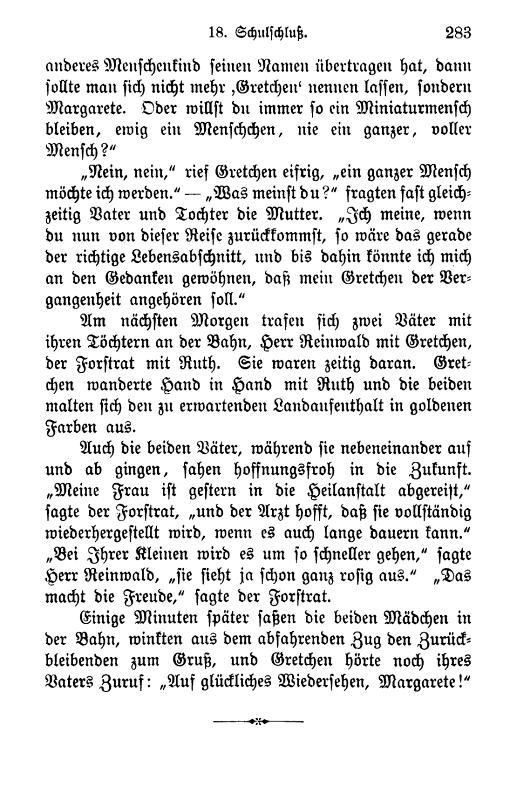 18. Schulschluß. 283
anderes Menschenkind seinen Namen übertragen hat, dann
sollte man sich nicht mehr ‚Gretchen‘ nennen lassen, sondern
Margarete. Oder willst du immer so ein Miniaturmensch
bleiben, ewig ein Menschchen, nie ein ganzer, voller
Mensch?“
„Nein, nein,“ rief Gretchen eifrig, „ein ganzer Mensch
möchte ich werden.“ — „Was meinst du?“ fragten fast gleich-
zeitig Vater und Tochter die Mutter. „Ich meine, wenn
du nun von dieser Reise zurückkommst, so wäre das gerade
der richtige Lebensabschnitt, und bis dahin könnte ich mich
an den Gedanken gewöhnen, daß mein Gretchen der Ver-
gangenheit angehören soll.“
Am nächsten Morgen trafen sich zwei Väter mit
ihren Töchtern an der Bahn, Herr Reinwald mit Gretchen,
der Forstrat mit Ruth. Sie waren zeitig daran. Gret-
chen wanderte Hand in Hand mit Ruth und die beiden
malten sich den zu erwartenden Landaufenthalt in goldenen
Farben aus.
Auch die beiden Väter, während sie nebeneinander auf
und ab gingen, sahen hoffnungsfroh in die Zukunft.
„Meine Frau ist gestern in die Heilanstalt abgereist,“
sagte der Forstrat, „und der Arzt hofft, daß sie vollständig
wiederhergestellt wird, wenn es auch lange dauern kann.“
„Bei Ihrer Kleinen wird es um so schneller gehen,“ sagte
Herr Reinwald, „sie sieht ja schon ganz rosig aus.“ „Das
macht die Freude,“ sagte der Forstrat.
Einige Minuten später saßen die beiden Mädchen in
der Bahn, winkten aus dem abfahrenden Zug den Zurück-
bleibenden zum Gruß, und Gretchen hörte noch ihres
Vaters Zuruf: „Auf glückliches Wiedersehen, Margarete!“